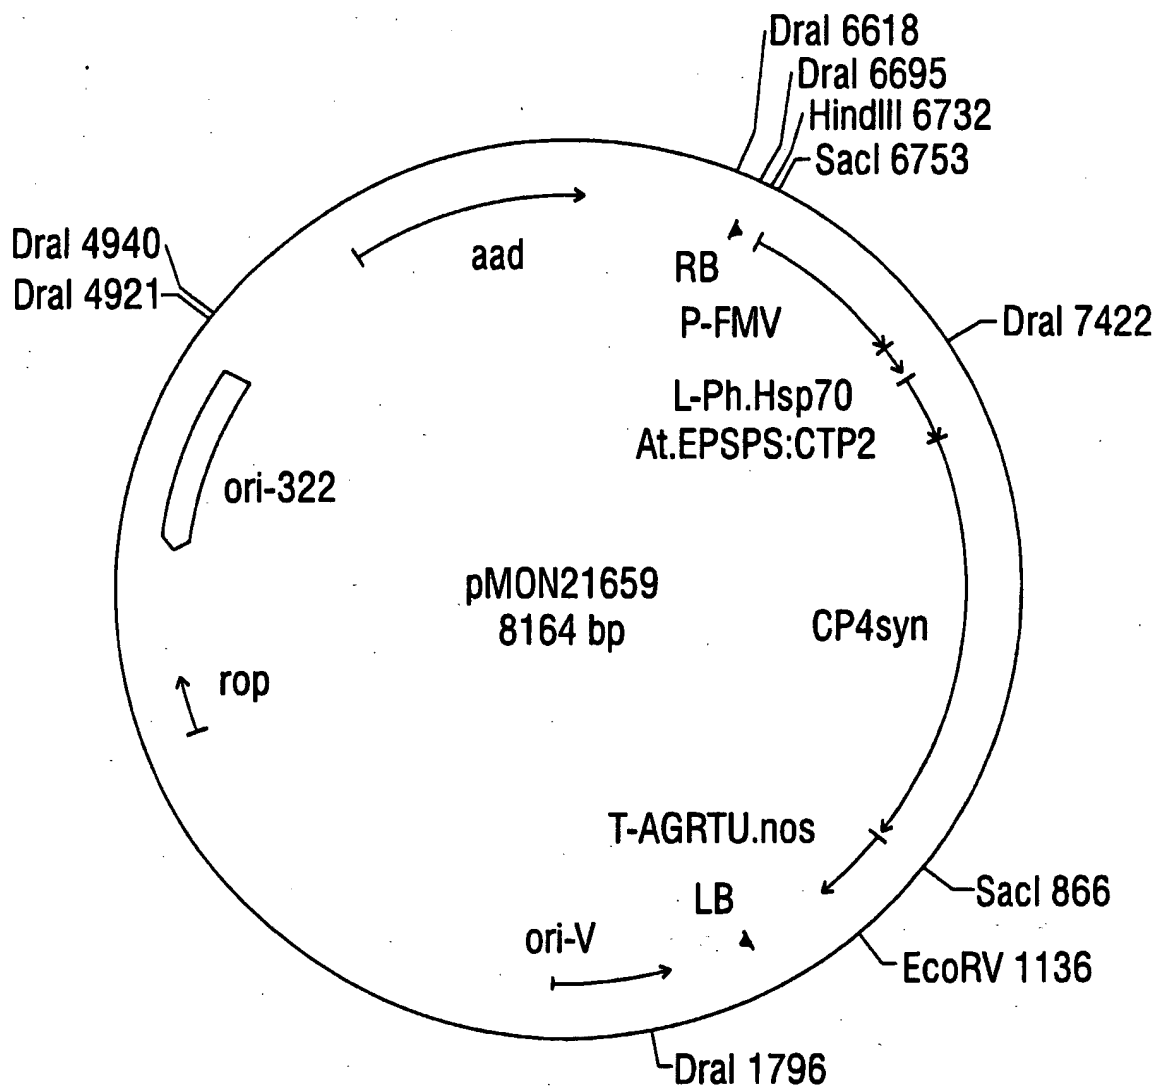 DraI 6618
DraI 6695
HindIII 6732
SacI 6753
DraI 4940
DraI 4921
aad
RB
P-FMV
DraI 7422
L-Ph.Hsp70
At.EPSPS:CTP2
ori-322
pMON21659
8164 bp
CP4syn
rop
T-AGRTU.nos
LB
SacI 866
ori-V
EcoRV 1136
DraI 1796